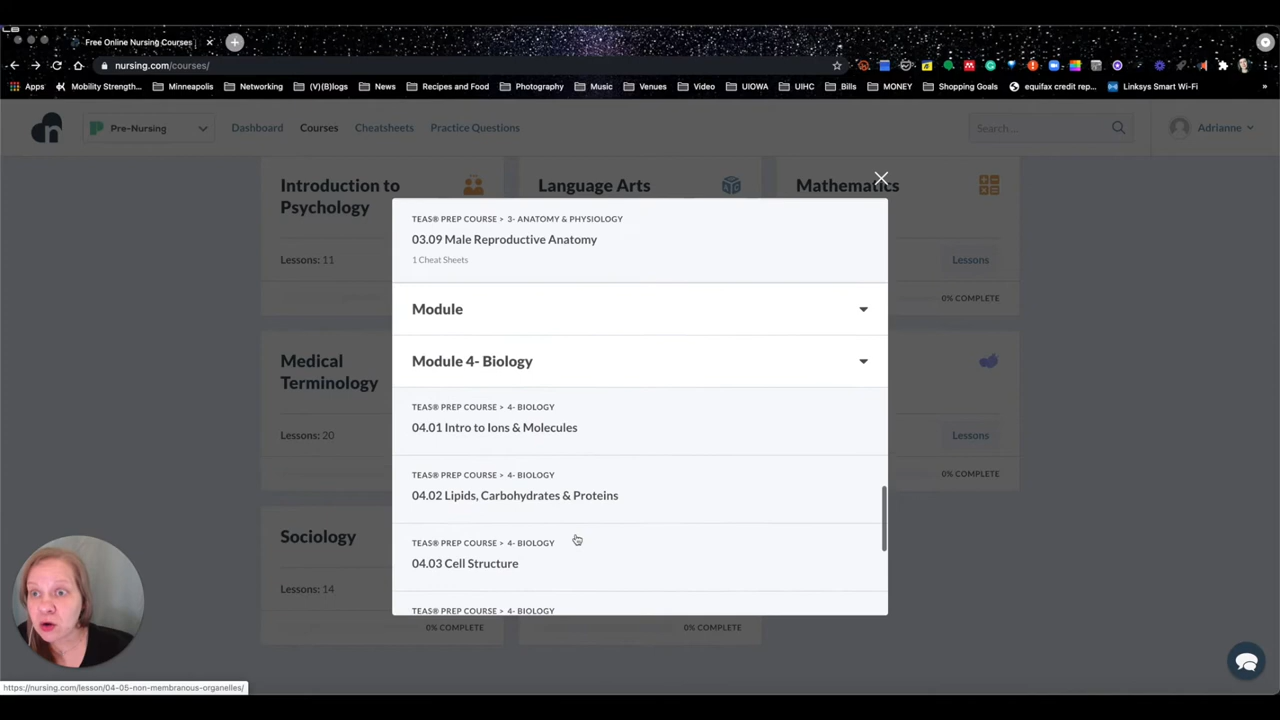 Free Online Nursing Courses |
nursing.com/courses/
Apps
Mobility Strength...
Minneapolis
Networking
(V)(B)logs
News
Recipes and Food
Photography
Music
Venues
Video
UIOWA
UIHC
Bills
MONEY
Shopping Goals
equifax credit rep...
Linksys Smart Wi-Fi
»
Pre-Nursing
Dashboard
Courses
Cheatsheets
Practice Questions
Search...
Adrianne
Introduction to
Psychology
Language Arts
Mathematics
Lessons: 11
Lessons
0% COMPLETE
TEAS® PREP COURSE > 3- ANATOMY & PHYSIOLOGY
03.09 Male Reproductive Anatomy
1 Cheat Sheets
Module
Module 4- Biology
TEAS® PREP COURSE > 4- BIOLOGY
04.01 Intro to Ions & Molecules
TEAS® PREP COURSE > 4- BIOLOGY
04.02 Lipids, Carbohydrates & Proteins
TEAS® PREP COURSE > 4- BIOLOGY
04.03 Cell Structure
TEAS® PREP COURSE > 4- BIOLOGY
Medical
Terminology
Lessons: 20
Lessons
0% COMPLETE
Sociology
Lessons: 14
0% COMPLETE
0% COMPLETE
https://nursing.com/lesson/04-05-non-membranous-organelles/